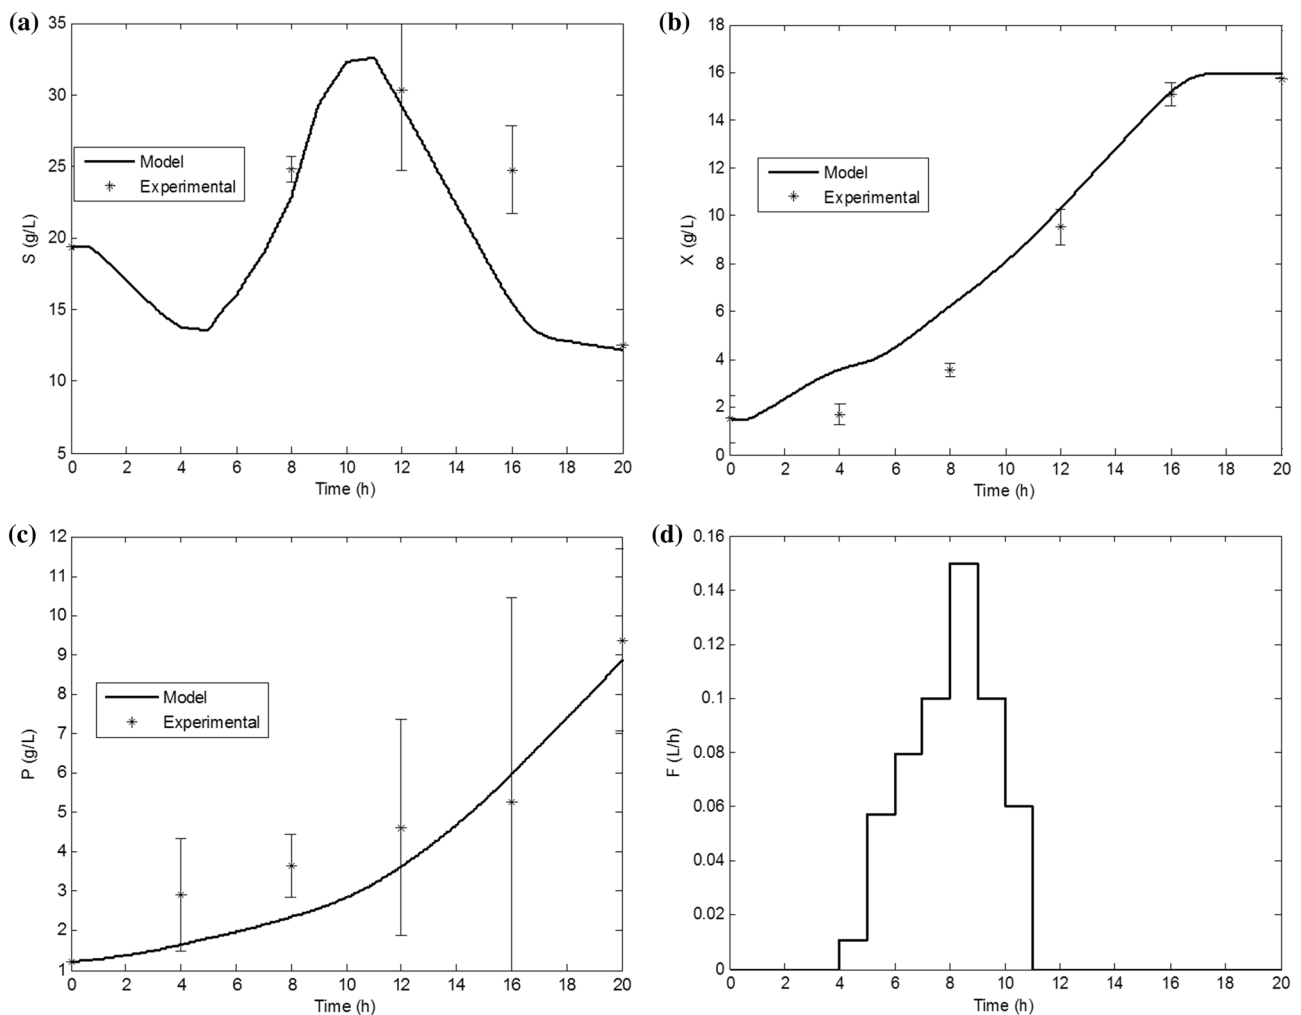 (a)
35
30
25
20
15
10
5
S (g/L)
Model
Experimental
0 2 4 6 8 10 12 14 16 18 20
Time (h)
(b)
18
16
14
12
10
8
6
4
2
0
X (g/L)
Model
Experimental
0 2 4 6 8 10 12 14 16 18 20
Time (h)
(c)
12
11
10
9
8
7
6
5
4
3
2
1
P (g/L)
Model
Experimental
0 2 4 6 8 10 12 14 16 18 20
Time (h)
(d)
0.16
0.14
0.12
0.1
0.08
0.06
0.04
0.02
0
F (L/h)
0 2 4 6 8 10 12 14 16 18 20
Time (h)